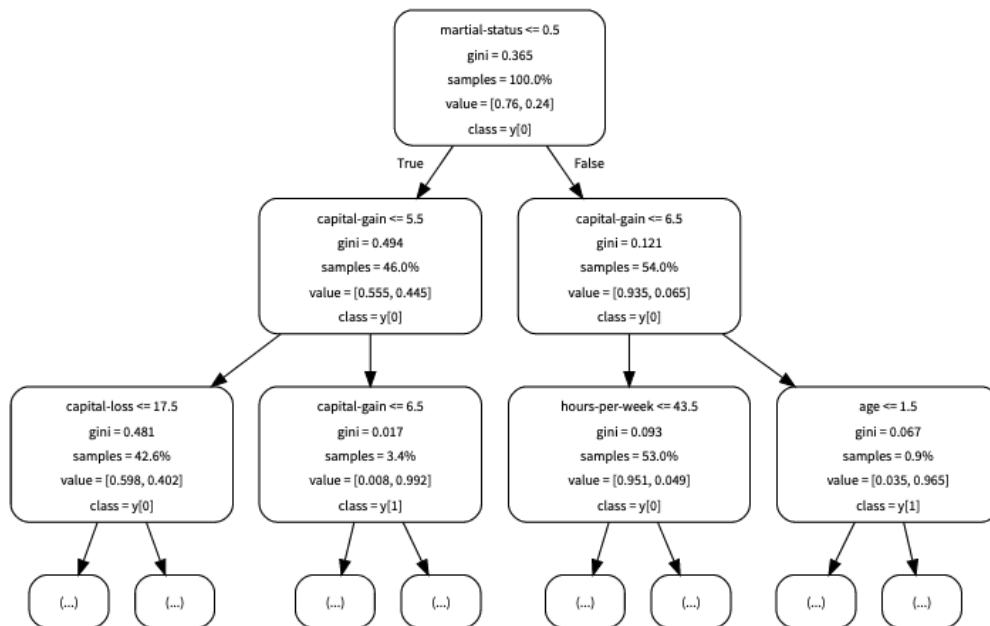 martial-status <= 0.5
gini = 0.365
samples = 100.0%
value = [0.76, 0.24]
class = y[0]
True
False
capital-gain <= 5.5
gini = 0.494
samples = 46.0%
value = [0.555, 0.445]
class = y[0]
capital-gain <= 6.5
gini = 0.121
samples = 54.0%
value = [0.935, 0.065]
class = y[0]
capital-loss <= 17.5
gini = 0.481
samples = 42.6%
value = [0.598, 0.402]
class = y[0]
capital-gain <= 6.5
gini = 0.017
samples = 3.4%
value = [0.008, 0.992]
class = y[1]
hours-per-week <= 43.5
gini = 0.093
samples = 53.0%
value = [0.951, 0.049]
class = y[0]
age <= 1.5
gini = 0.067
samples = 0.9%
value = [0.035, 0.965]
class = y[1]
(...)
(...)
(...)
(...)
(...)
(...)
(...)
(...)